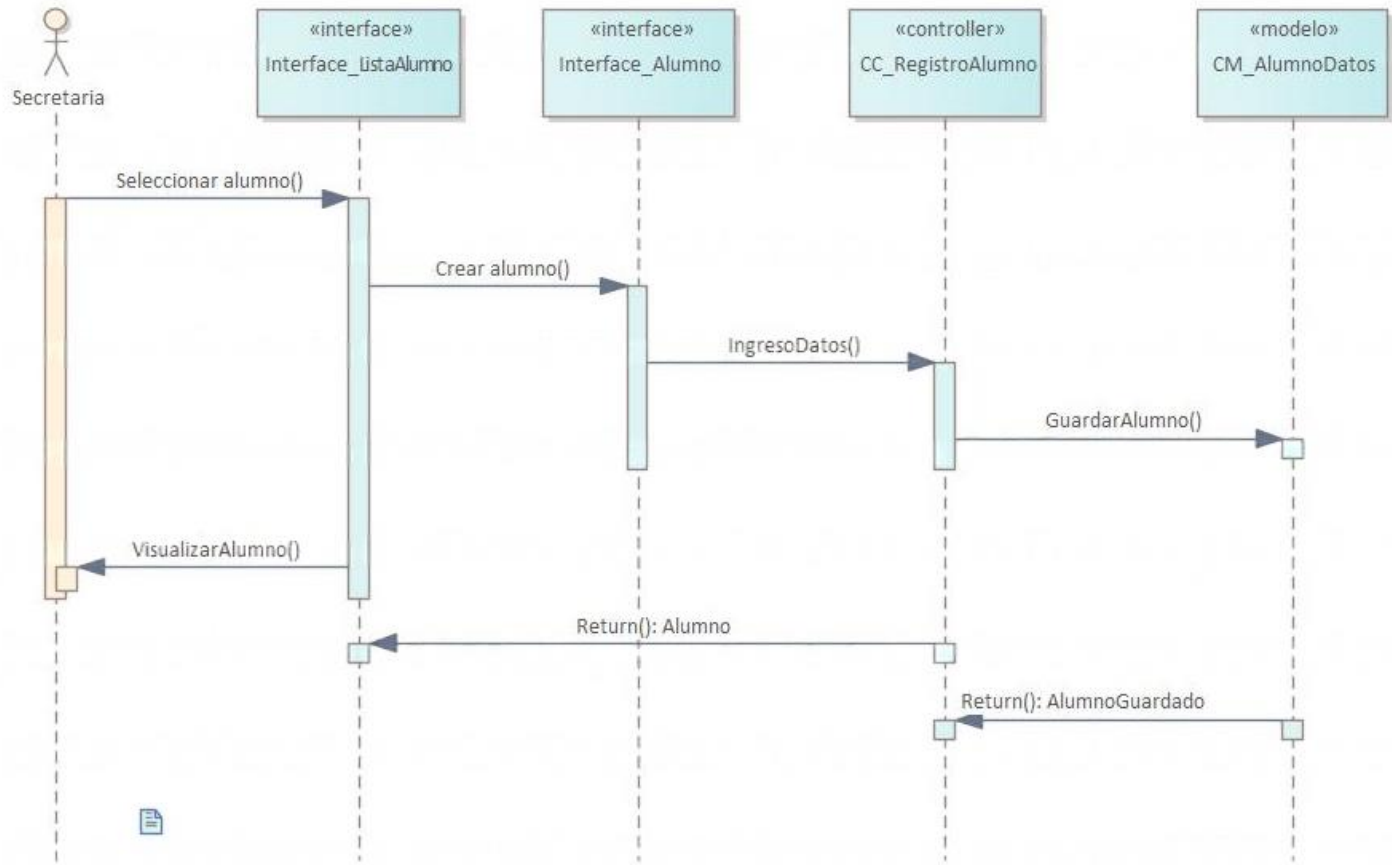 «interface»
Interface_ListaAlumno
«interface»
Interface_Alumno
«controller»
CC_RegistroAlumno
«modelo»
CM_AlumnoDatos
Secretaria
Seleccionar alumno()
Crear alumno()
IngresoDatos()
GuardarAlumno()
VisualizarAlumno()
Return(): Alumno
Return(): AlumnoGuardado